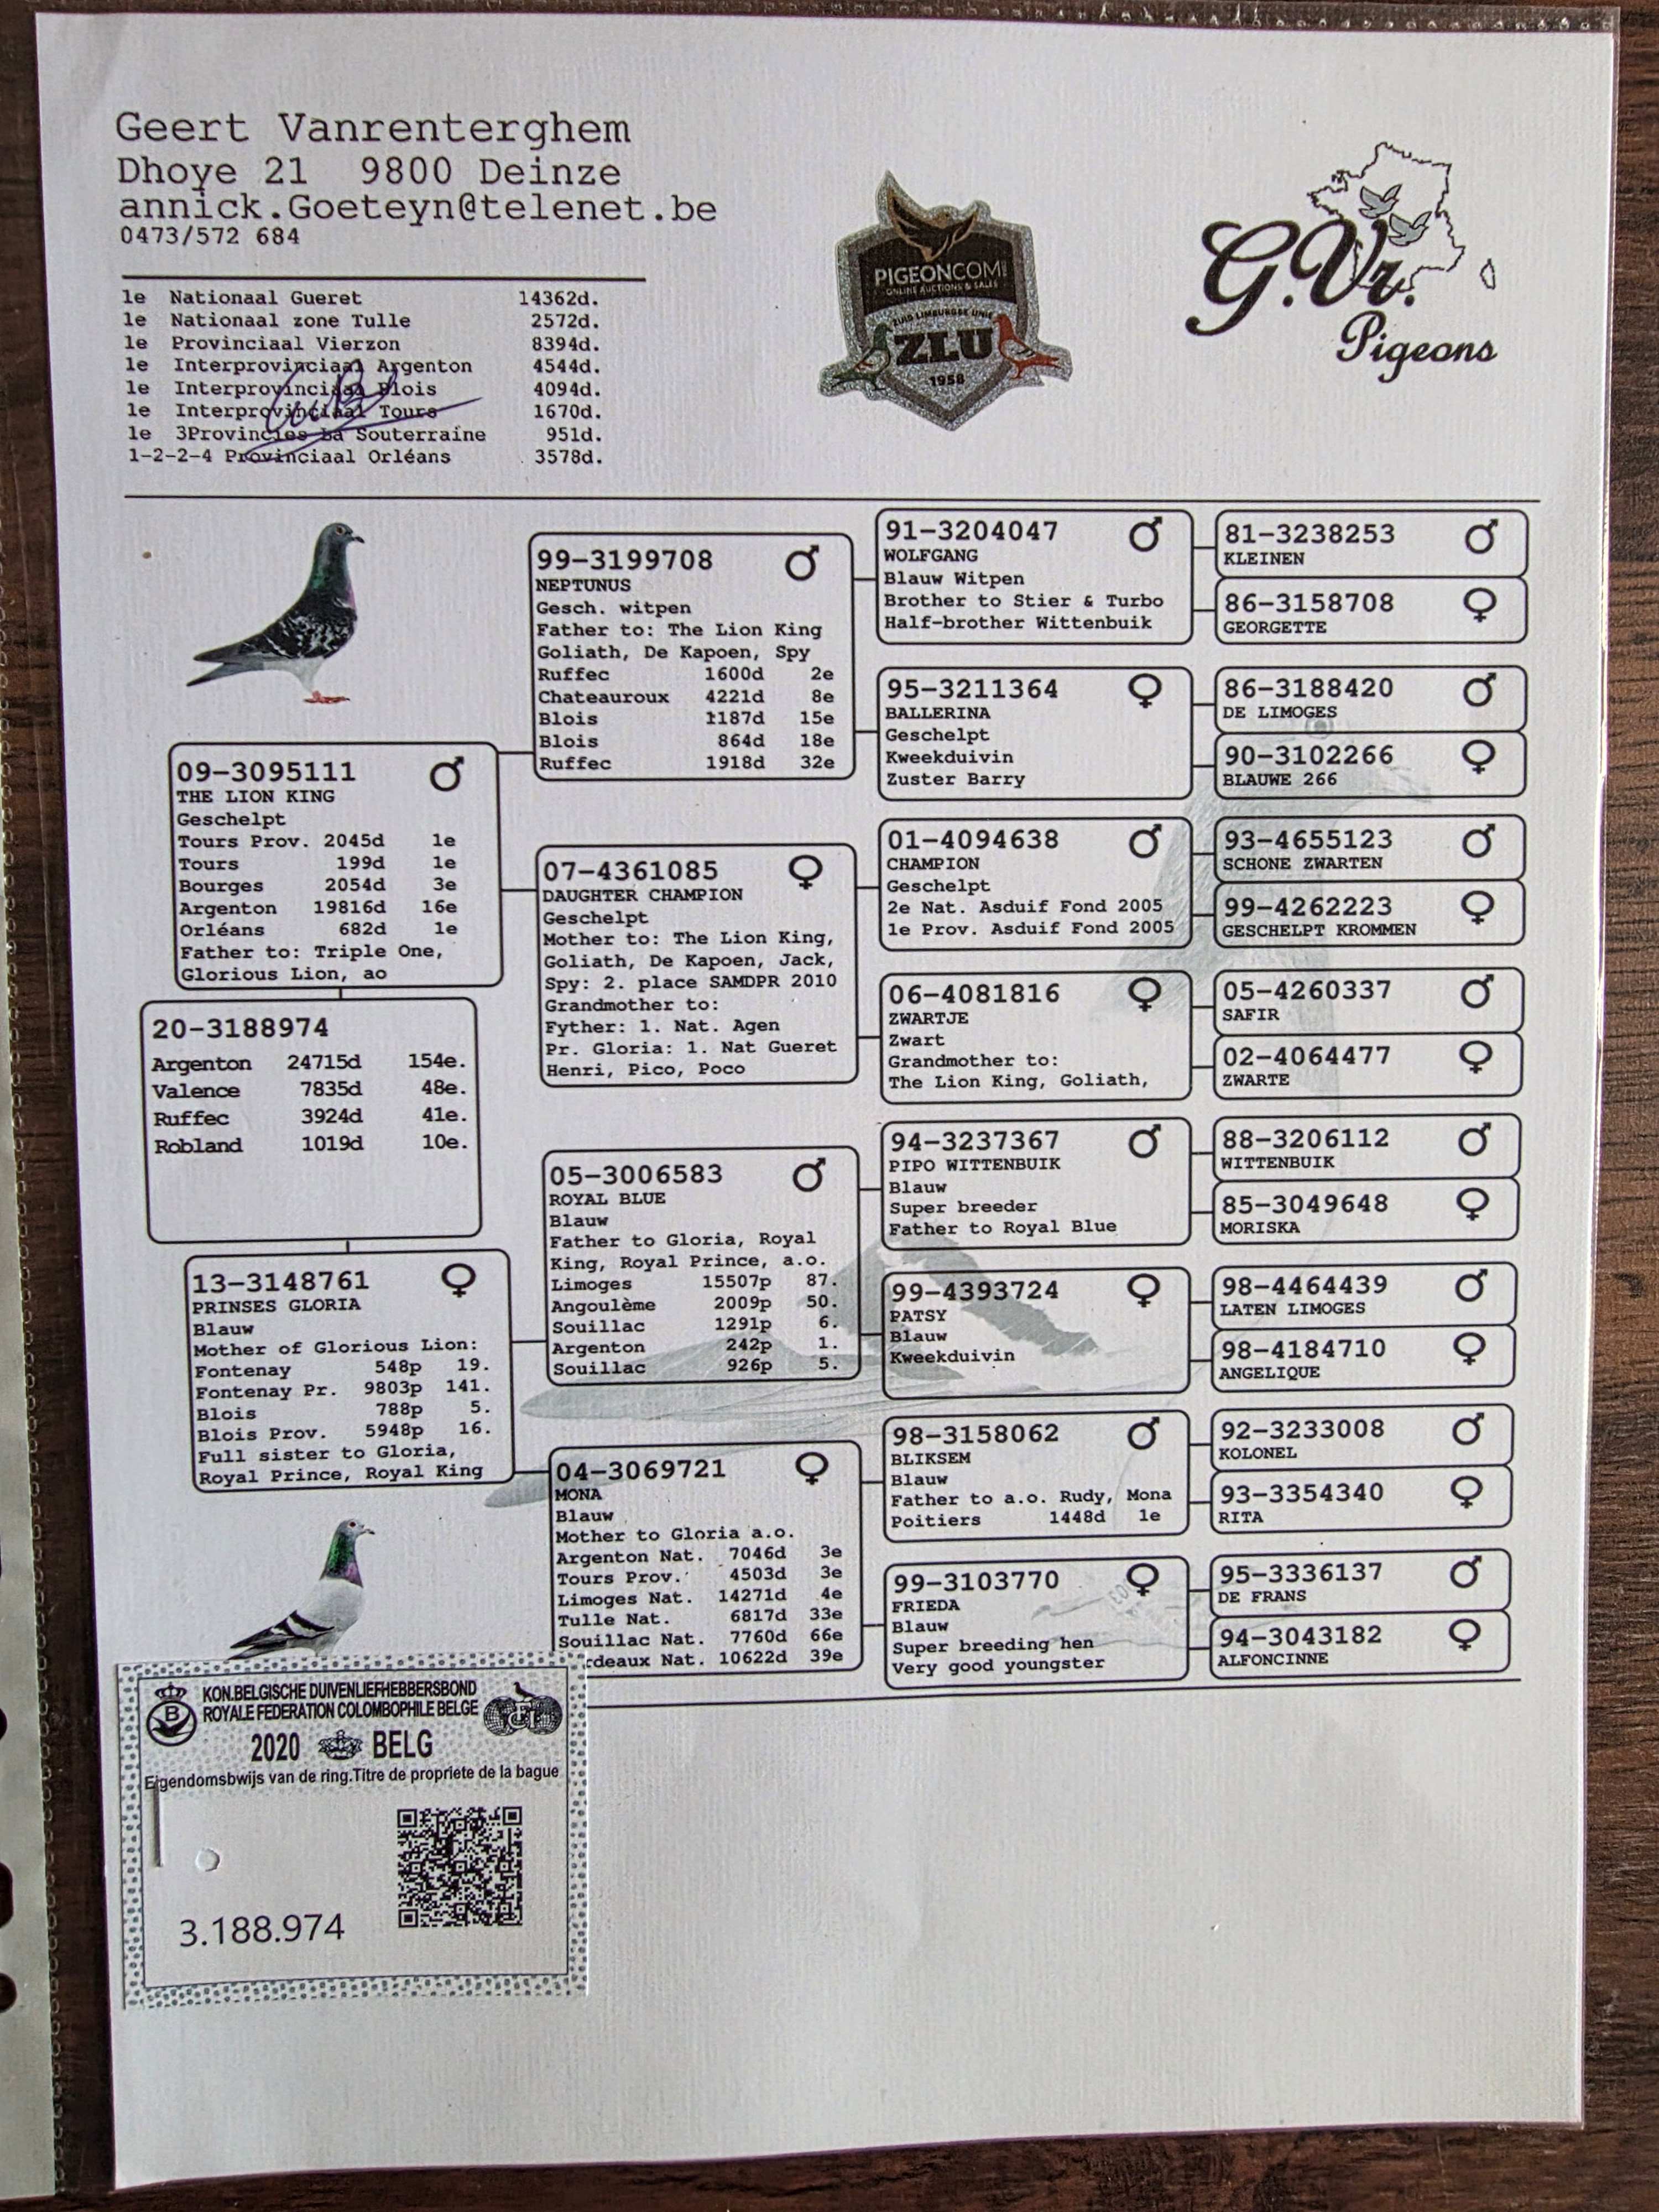 Geert Vanrenterghem
Dhoye 21 9800 Deinze
annick.Goeteyn@telenet.be
0473/572 684
1e Nationaal Gueret 14362d.
1e Nationaal zone Tulle 2572d.
1e Provinciaal Vierzon 8394d.
1e Interprovinciaal Argenton 4544d.
1e Interprovinciaal Blois 4094d.
1e Interprovinciaal Tours 1670d.
1e 3Provincies La Souterraine 951d.
1-2-2-4 Provinciaal Orléans 3578d.
PIGEONCOM
ONLINE AUCTIONS & SALES
ZUID LIMBURGSE UNIE
ZLU
1958
G.Vr.
Pigeons
09-3095111 ♂
THE LION KING
Geschelpt
Tours Prov. 2045d 1e
Tours 199d 1e
Bourges 2054d 3e
Argenton 19816d 16e
Orléans 682d 1e
Father to: Triple One,
Glorious Lion, ao
20-3188974
Argenton 24715d 154e.
Valence 7835d 48e.
Ruffec 3924d 41e.
Robland 1019d 10e.
13-3148761 ♀
PRINSES GLORIA
Blauw
Mother of Glorious Lion:
Fontenay 548p 19.
Fontenay Pr. 9803p 141.
Blois 788p 5.
Blois Prov. 5948p 16.
Full sister to Gloria,
Royal Prince, Royal King
99-3199708 ♂
NEPTUNUS
Gesch. witpen
Father to: The Lion King
Goliath, De Kapoen, Spy
Ruffec 1600d 2e
Chateauroux 4221d 8e
Blois 1187d 15e
Blois 864d 18e
Ruffec 1918d 32e
07-4361085 ♀
DAUGHTER CHAMPION
Geschelpt
Mother to: The Lion King,
Goliath, De Kapoen, Jack,
Spy: 2. place SAMDPR 2010
Grandmother to:
Fyther: 1. Nat. Agen
Pr. Gloria: 1. Nat Gueret
Henri, Pico, Poco
05-3006583 ♂
ROYAL BLUE
Blauw
Father to Gloria, Royal
King, Royal Prince, a.o.
Limoges 15507p 87.
Angoulème 2009p 50.
Souillac 1291p 6.
Argenton 242p 1.
Souillac 926p 5.
04-3069721 ♀
MONA
Blauw
Mother to Gloria a.o.
Argenton Nat. 7046d 3e
Tours Prov. 4503d 3e
Limoges Nat. 14271d 4e
Tulle Nat. 6817d 33e
Souillac Nat. 7760d 66e
rdeaux Nat. 10622d 39e
91-3204047 ♂
WOLFGANG
Blauw Witpen
Brother to Stier & Turbo
Half-brother Wittenbuik
95-3211364 ♀
BALLERINA
Geschelpt
Kweekduivin
Zuster Barry
01-4094638 ♂
CHAMPION
Geschelpt
2e Nat. Asduif Fond 2005
1e Prov. Asduif Fond 2005
06-4081816 ♀
ZWARTJE
Zwart
Grandmother to:
The Lion King, Goliath,
94-3237367 ♂
PIPO WITTENBUIK
Blauw
Super breeder
Father to Royal Blue
99-4393724 ♀
PATSY
Blauw
Kweekduivin
98-3158062 ♂
BLIKSEM
Blauw
Father to a.o. Rudy, Mona
Poitiers 1448d 1e
99-3103770 ♀
FRIEDA
Blauw
Super breeding hen
Very good youngster
81-3238253 ♂
KLEINEN
86-3158708 ♀
GEORGETTE
86-3188420 ♂
DE LIMOGES
90-3102266 ♀
BLAUWE 266
93-4655123 ♂
SCHONE ZWARTEN
99-4262223 ♀
GESCHELPT KROMMEN
05-4260337 ♂
SAFIR
02-4064477 ♀
ZWARTE
88-3206112 ♂
WITTENBUIK
85-3049648 ♀
MORISKA
98-4464439 ♂
LATEN LIMOGES
98-4184710 ♀
ANGELIQUE
92-3233008 ♂
KOLONEL
93-3354340 ♀
RITA
95-3336137 ♂
DE FRANS
94-3043182 ♀
ALFONCINNE
KON.BELGISCHE DUIVENLIEFHEBBERSBOND
ROYALE FEDERATION COLOMBOPHILE BELGE
B
2020 BELG
Eigendomsbwijs van de ring.Titre de propriete de la bague
3.188.974